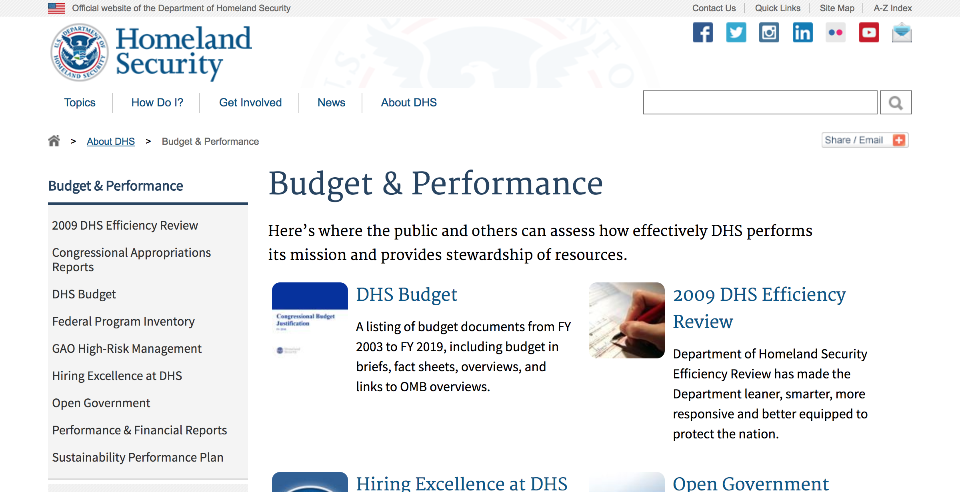 Official website of the Department of Homeland Security
Contact Us
Quick Links
Site Map
A-Z Index
U.S. DEPARTMENT OF
HOMELAND SECURITY
Homeland
Security
Topics
How Do I?
Get Involved
News
About DHS
> About DHS > Budget & Performance
Share / Email
Budget & Performance
2009 DHS Efficiency Review
Congressional Appropriations
Reports
DHS Budget
Federal Program Inventory
GAO High-Risk Management
Hiring Excellence at DHS
Open Government
Performance & Financial Reports
Sustainability Performance Plan
Budget & Performance
Here’s where the public and others can assess how effectively DHS performs
its mission and provides stewardship of resources.
Congressional Budget
Justification
DHS Budget
A listing of budget documents from FY
2003 to FY 2019, including budget in
briefs, fact sheets, overviews, and
links to OMB overviews.
2009 DHS Efficiency
Review
Department of Homeland Security
Efficiency Review has made the
Department leaner, smarter, more
responsive and better equipped to
protect the nation.
Hiring Excellence at DHS
Open Government